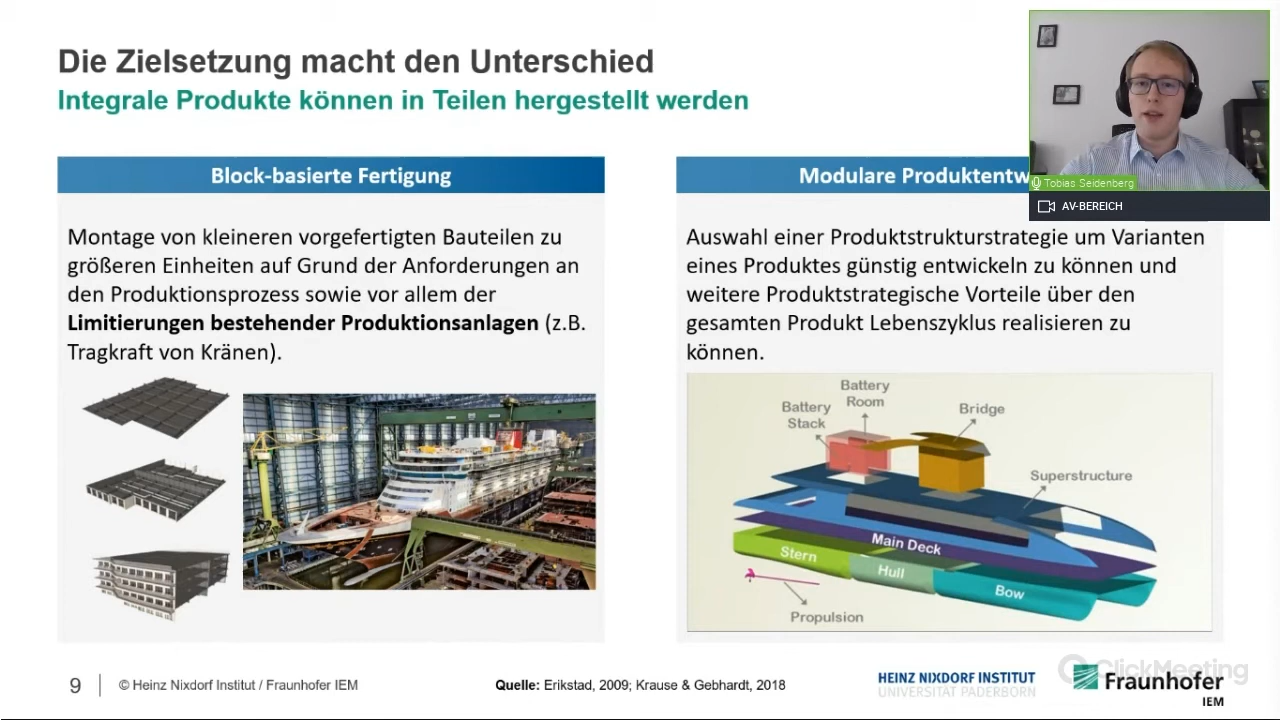 Die Zielsetzung macht den Unterschied
Integrale Produkte können in Teilen hergestellt werden
Tobias Seidenberg
AV-BEREICH
Block-basierte Fertigung
Montage von kleineren vorgefertigten Bauteilen zu
größeren Einheiten auf Grund der Anforderungen an
den Produktionsprozess sowie vor allem der
Limitierungen bestehender Produktionsanlagen (z.B.
Tragkraft von Kränen).
Modulare Produktentw
Auswahl einer Produktstrukturstrategie um Varianten
eines Produktes günstig entwickeln zu können und
weitere Produktstrategische Vorteile über den
gesamten Produkt Lebenszyklus realisieren zu
können.
Battery
Room
Battery
Stack
Bridge
Superstructure
Main Deck
Stern
Hull
Bow
Propulsion
9
© Heinz Nixdorf Institut / Fraunhofer IEM
Quelle: Erikstad, 2009; Krause & Gebhardt, 2018
HEINZ NIXDORF INSTITUT
UNIVERSITÄT PADERBORN
ClickMeeting
Fraunhofer
IEM